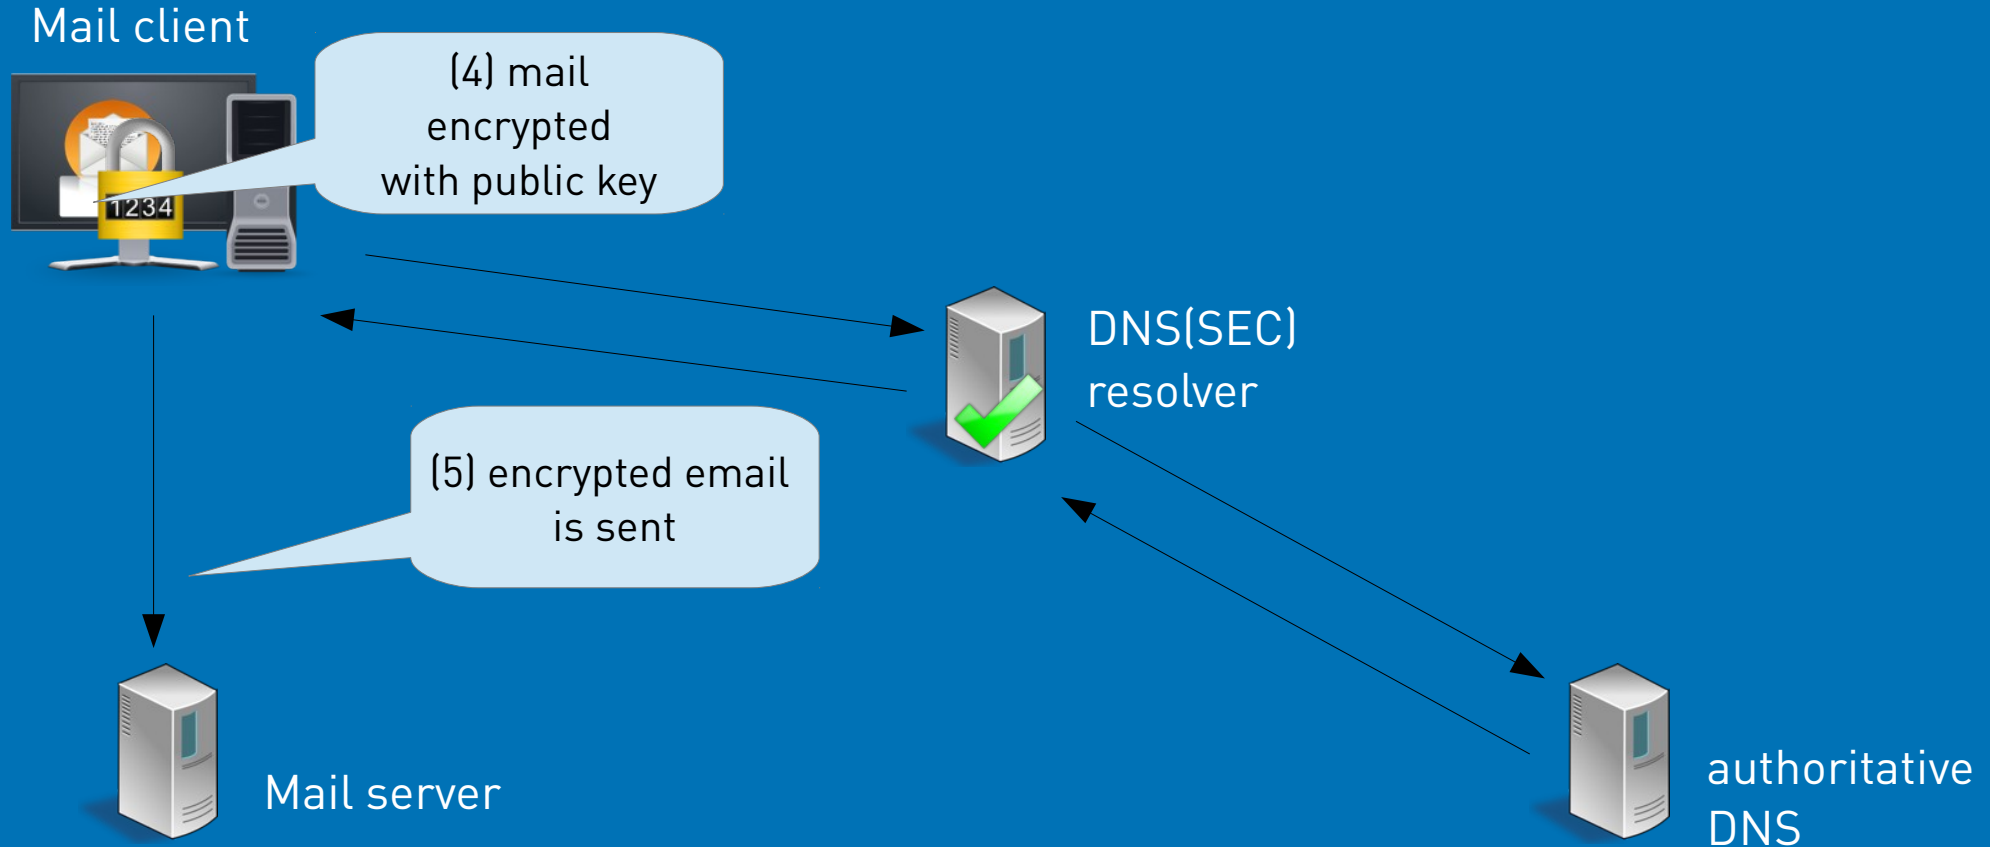 Mail client
(4) mail
encrypted
with public key
1234
DNS(SEC)
resolver
(5) encrypted email
is sent
Mail server
authoritative
DNS